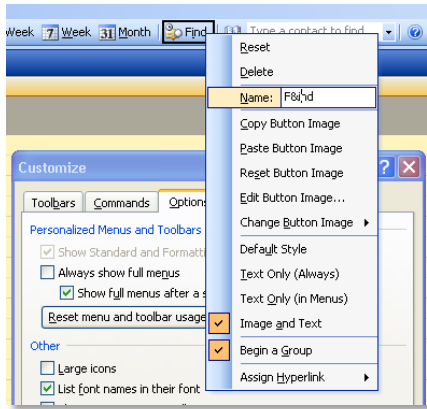 Week 7 Week 31 Month Find Type a contact to find
Reset
Delete
Name: F&ind
Copy Button Image
Paste Button Image
Reset Button Image
Edit Button Image...
Change Button Image
Default Style
Text Only (Always)
Text Only (in Menus)
Image and Text
Begin a Group
Assign Hyperlink
Customize
Toolbars Commands Options
Personalized Menus and Toolbars
Show Standard and Formatti
Always show full menus
Show full menus after a s
Reset menu and toolbar usage
Other
Large icons
List font names in their font